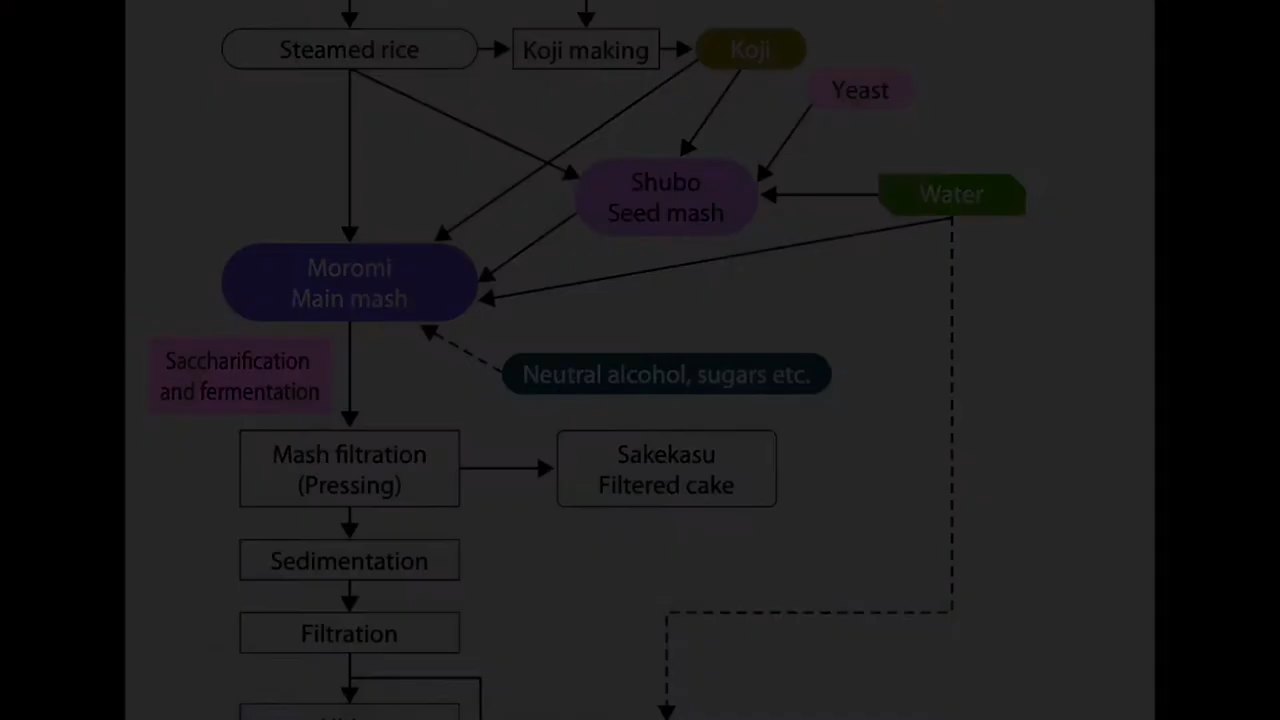 Steamed rice
Koji making
Koji
Yeast
Shubo
Seed mash
Water
Moromi
Main mash
Saccharification
and fermentation
Neutral alcohol, sugars etc.
Mash filtration
(Pressing)
Sakekasu
Filtered cake
Sedimentation
Filtration